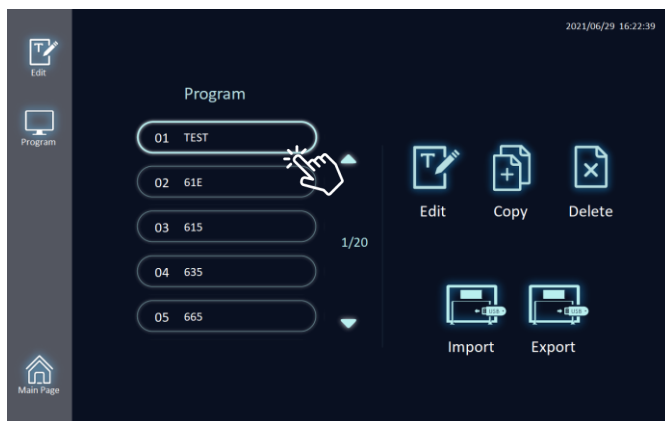 2021/06/29 16:22:39
Edit
Program
Main Page
Program
01 TEST
02 61E
03 615
04 635
05 665
1/20
T
Edit
Copy
Delete
USB
USB
Import
Export